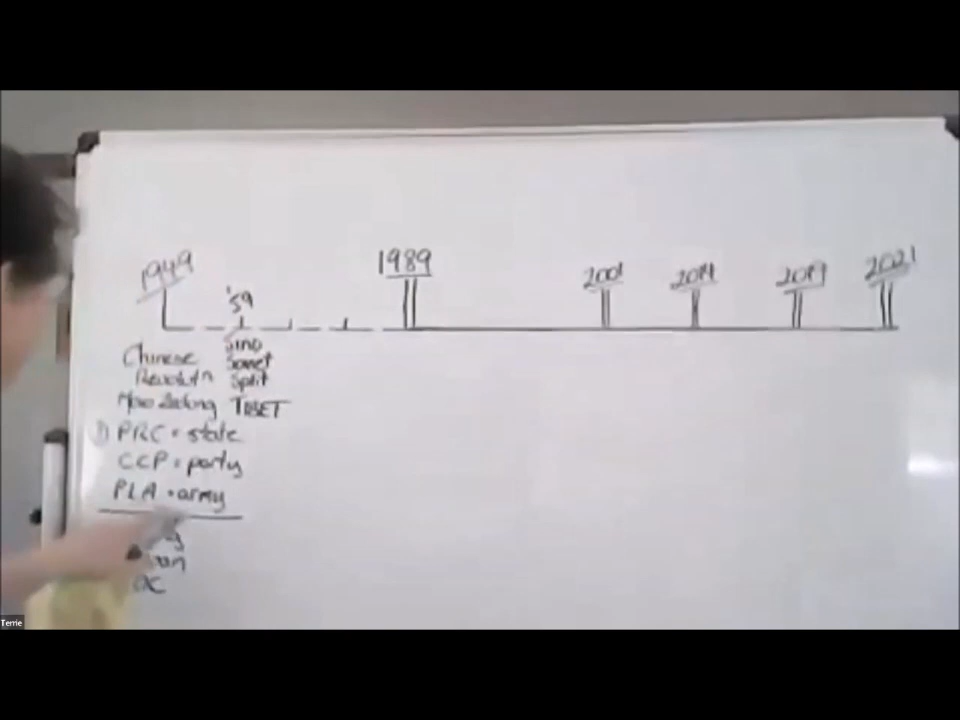 1949
'59
1989
2001
2014
2019
2021
Chinese
Revolutn
Mao Zedong
Sino
Soviet
Split
TIBET
1) PRC = state
CCP = party
PLA = army
Terrie